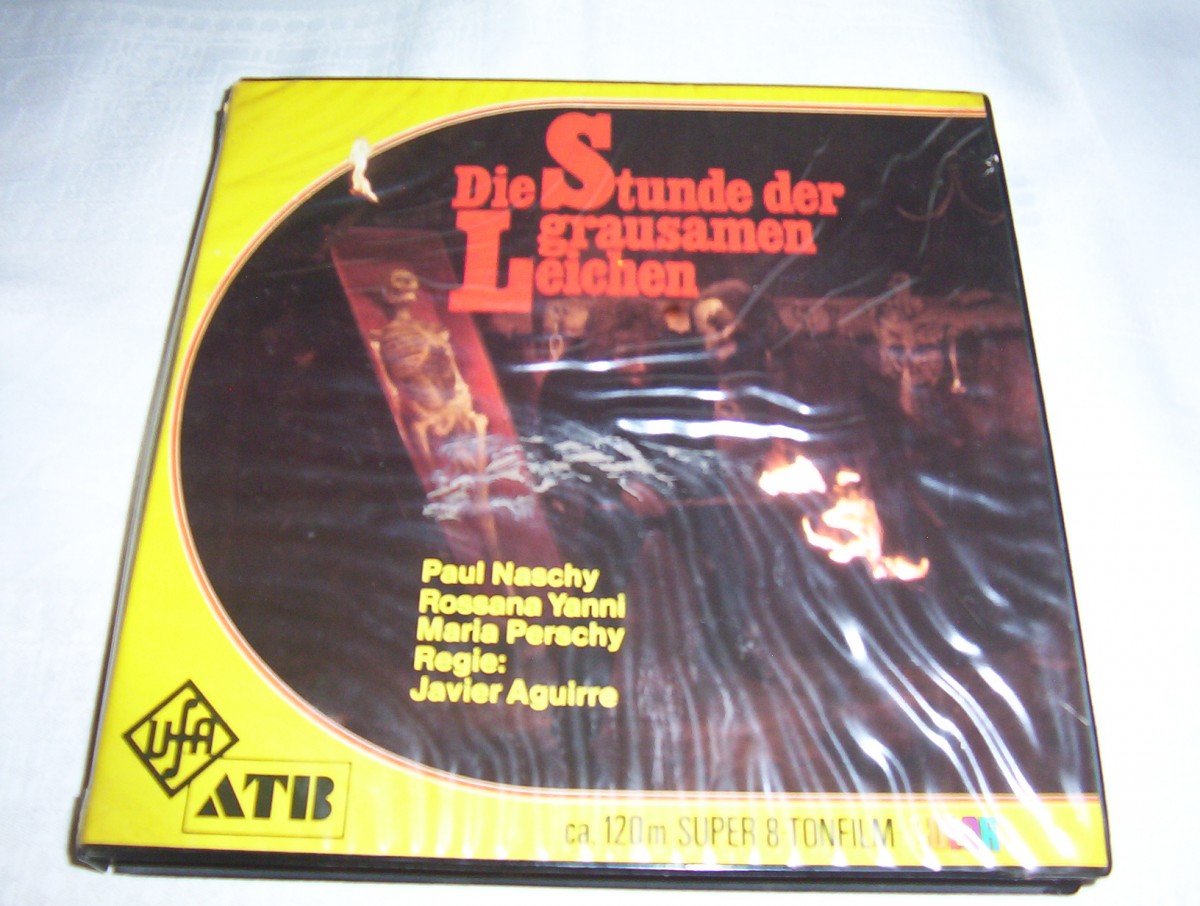 Die Stunde der
grausamen
Leichen
Paul Naschy
Rossana Yanni
Maria Perschy
Regie:
Javier Aguirre
UfA
ATB
ca. 120m SUPER 8 TONFILM